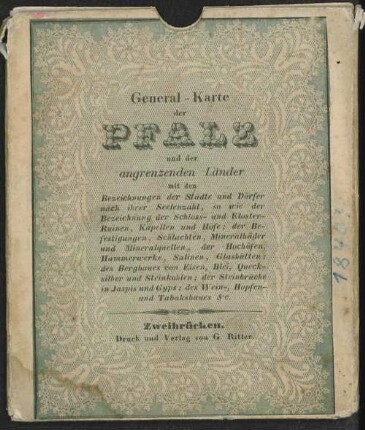 General-Karte
der
PFALZ
und der
angrenzenden Länder
mit den
Bezeichnungen der Städte und Dörfer
nach ihrer Seelenzahl, so wie der
Bezeichnung der Schloss- und Kloster-
Ruinen, Kapellen und Höfe; der Be-
festigungen, Schlachten, Mineralbäder
und Mineralquellen, der Hochöfen,
Hammerwerke, Salinen, Glashütten;
des Bergbaues von Eisen, Blei, Queck-
silber und Steinkohlen; der Steinbrüche
in Jaspis und Gyps; des Wein-, Hopfen-
und Tabaksbaues &c.
Zweibrücken.
Druck und Verlag von G. Ritter.